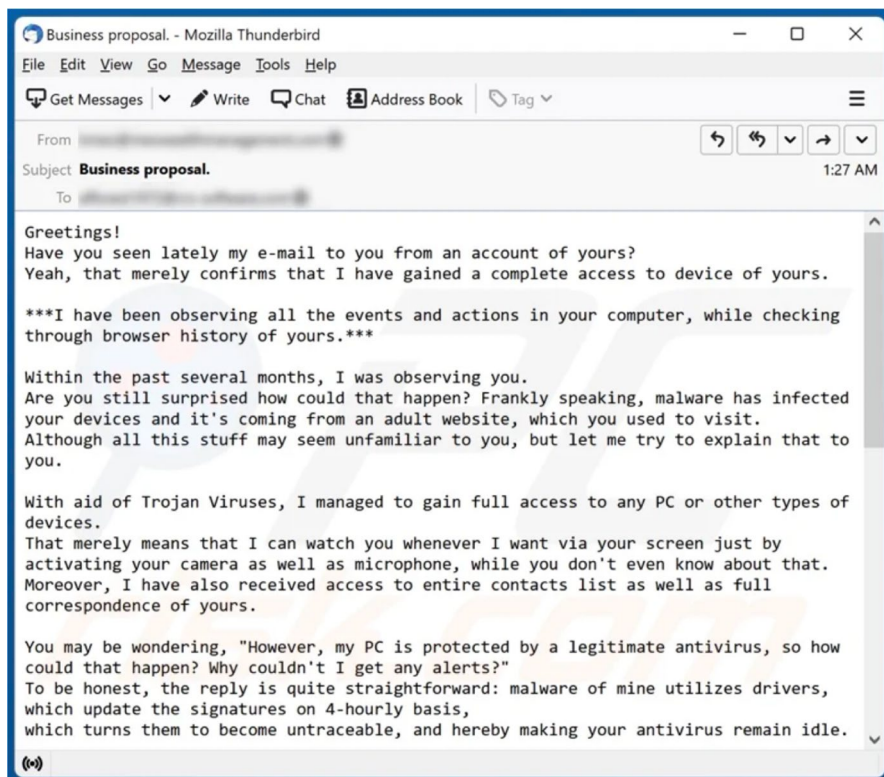 Business proposal. - Mozilla Thunderbird
File Edit View Go Message Tools Help
Get Messages Write Chat Address Book Tag
From
Subject Business proposal. 1:27 AM
To
Greetings!
Have you seen lately my e-mail to you from an account of yours?
Yeah, that merely confirms that I have gained a complete access to device of yours.
***I have been observing all the events and actions in your computer, while checking
through browser history of yours.***
Within the past several months, I was observing you.
Are you still surprised how could that happen? Frankly speaking, malware has infected
your devices and it's coming from an adult website, which you used to visit.
Although all this stuff may seem unfamiliar to you, but let me try to explain that to
you.
With aid of Trojan Viruses, I managed to gain full access to any PC or other types of
devices.
That merely means that I can watch you whenever I want via your screen just by
activating your camera as well as microphone, while you don't even know about that.
Moreover, I have also received access to entire contacts list as well as full
correspondence of yours.
You may be wondering, "However, my PC is protected by a legitimate antivirus, so how
could that happen? Why couldn't I get any alerts?"
To be honest, the reply is quite straightforward: malware of mine utilizes drivers,
which update the signatures on 4-hourly basis,
which turns them to become untraceable, and hereby making your antivirus remain idle.
PC
risk.com